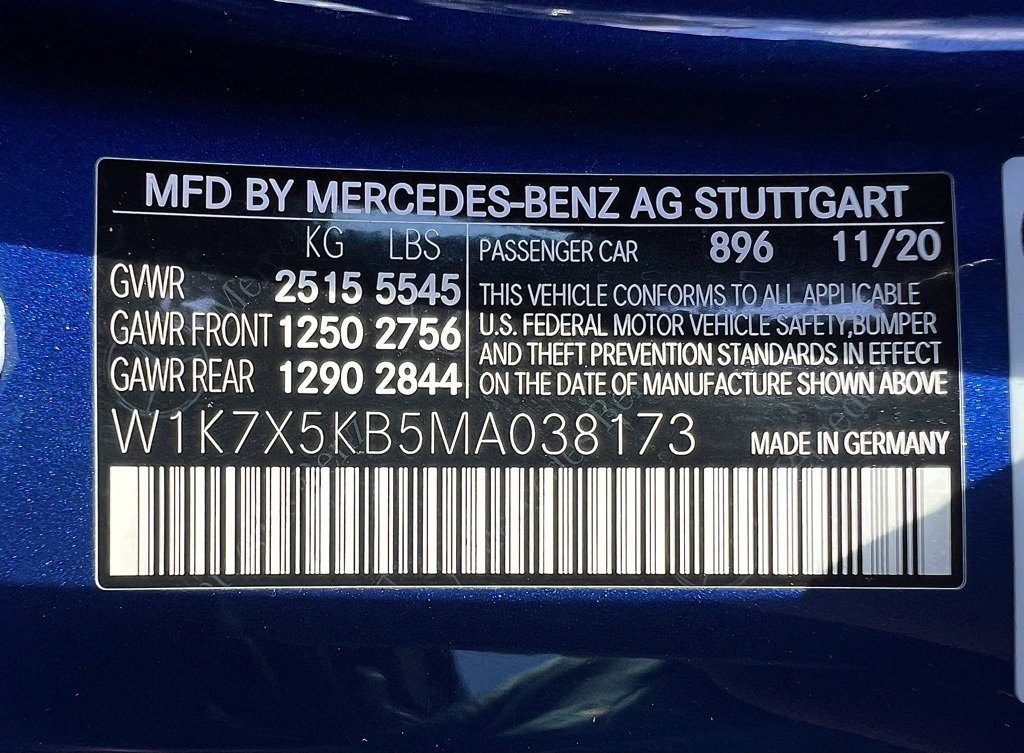 MFD BY MERCEDES-BENZ AG STUTTGART
KG LBS
GVWR 2515 5545
GAWR FRONT 1250 2756
GAWR REAR 1290 2844
PASSENGER CAR 896 11/20
THIS VEHICLE CONFORMS TO ALL APPLICABLE
U.S. FEDERAL MOTOR VEHICLE SAFETY, BUMPER
AND THEFT PREVENTION STANDARDS IN EFFECT
ON THE DATE OF MANUFACTURE SHOWN ABOVE
W1K7X5KB5MA038173 MADE IN GERMANY